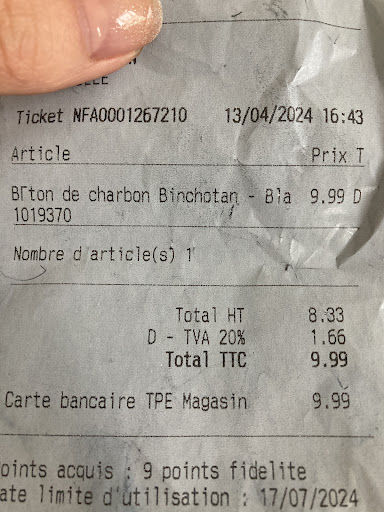 Ticket NFA0001267210 13/04/2024 16:43
Article Prix T
Bâton de charbon Binchotan - Bla 9.99 D
1019370
Nombre d'article(s) 1
Total HT 8.33
D - TVA 20% 1.66
Total TTC 9.99
Carte bancaire TPE Magasin 9.99
oints acquis : 9 points fidelite
ate limite d'utilisation : 17/07/2024